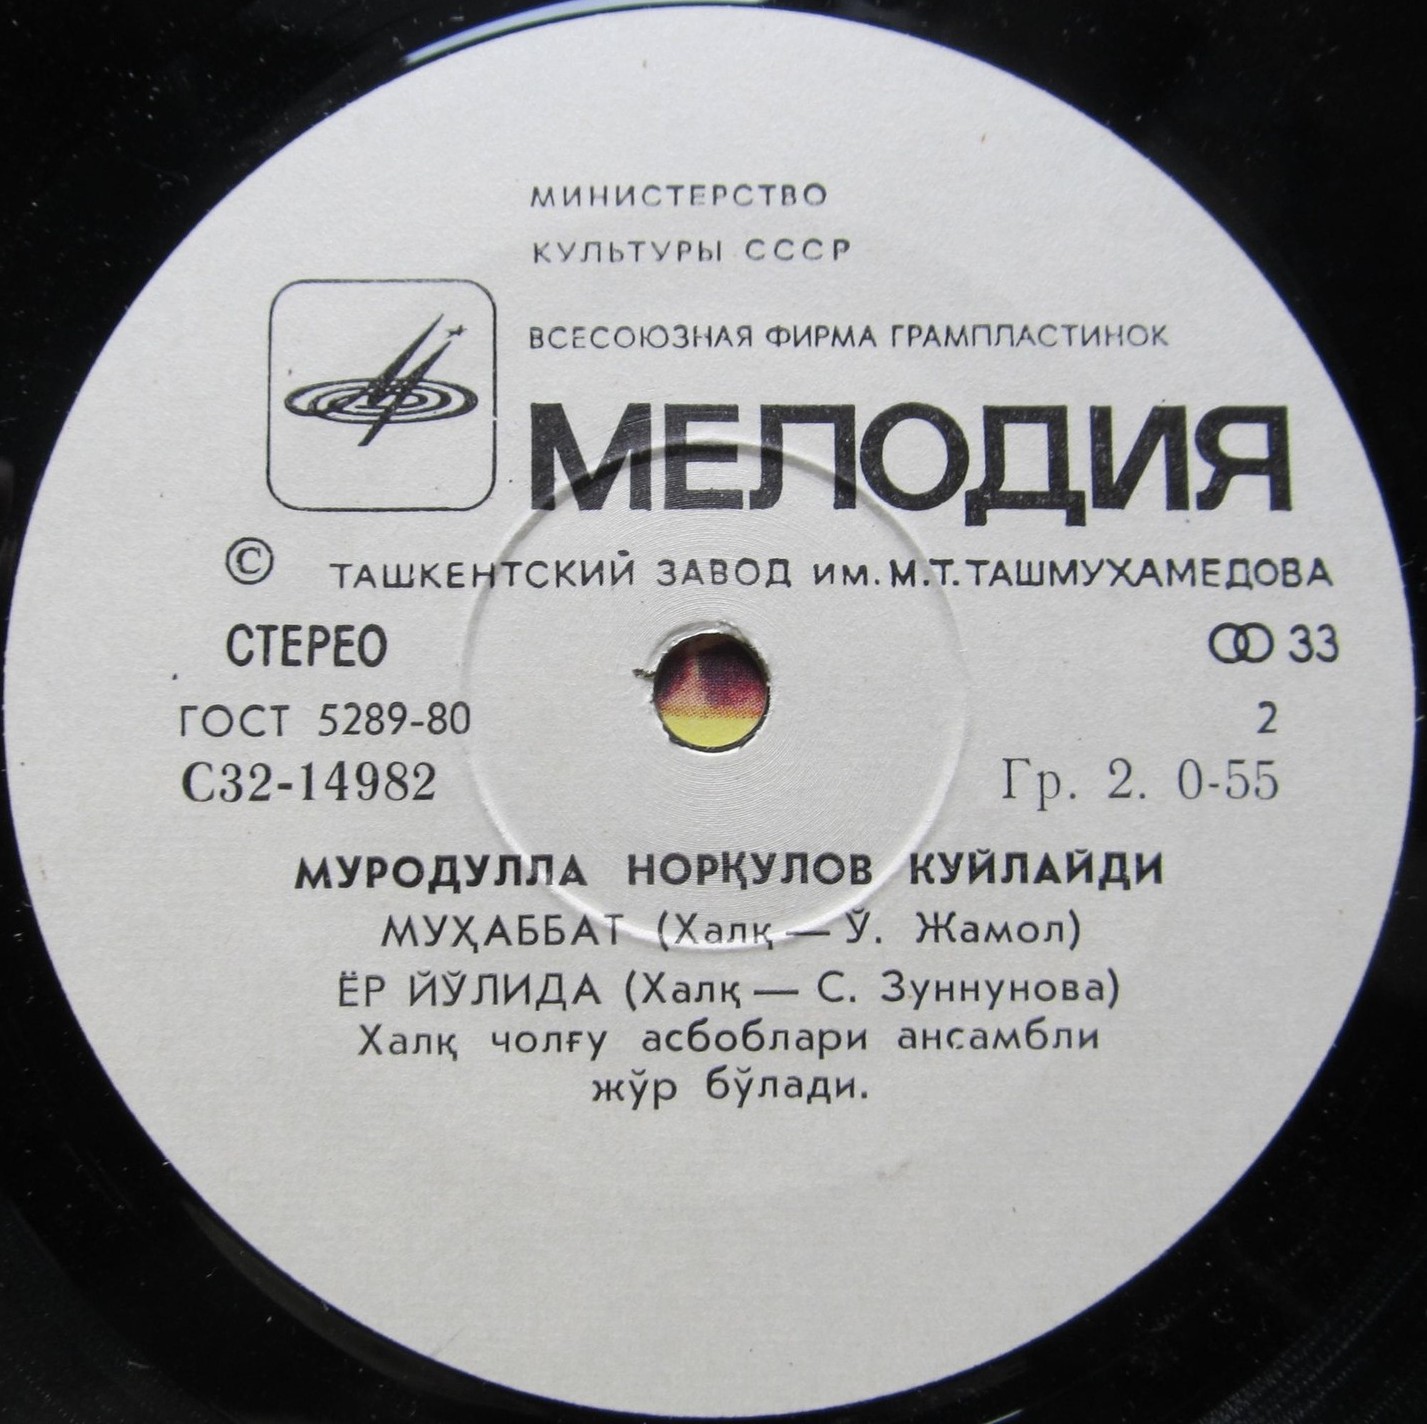 МИНИСТЕРСТВО
КУЛЬТУРЫ СССР
ВСЕСОЮЗНАЯ ФИРМА ГРАМПЛАСТИНОК
МЕЛОДИЯ
© ТАШКЕНТСКИЙ ЗАВОД им. М.Т. ТАШМУХАМЕДОВА
СТЕРЕО 33
ГОСТ 5289-80 2
С32-14982 Гр. 2. 0-55
МУРОДУЛЛА НОРҚУЛОВ КУЙЛАЙДИ
МУҲАББАТ (Халқ — Ў. Жамол)
ЁР ЙЎЛИДА (Халқ — С. Зуннунова)
Халқ чолғу асбоблари ансамбли
жўр бўлади.